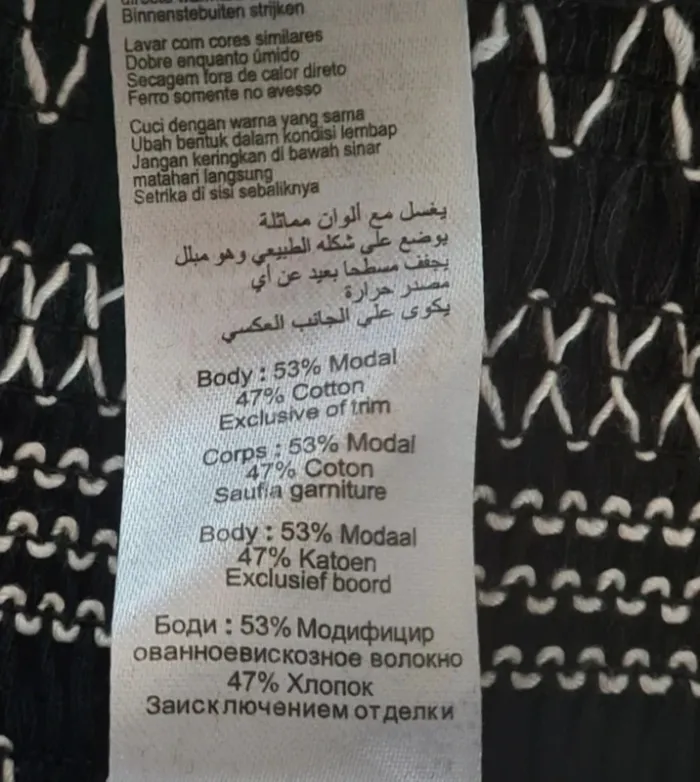 Binnenstebuiten strijken
Lavar com cores similares
Dobre enquanto úmido
Secagem fora de calor direto
Ferro somente no avesso
Cuci dengan warna yang sama
Ubah bentuk dalam kondisi lembap
Jangan keringkan di bawah sinar
matahari langsung
Setrika di sisi sebaliknya
يغسل مع ألوان مماثلة
يوضع على شكله الطبيعي وهو مبلل
يجفف مسطحا بعيد عن أي
مصدر حرارة
يكوى على الجانب العكسي
Body : 53% Modal
47% Cotton
Exclusive of trim
Corps : 53% Modal
47% Coton
Saufla garniture
Body : 53% Modaal
47% Katoen
Exclusief boord
Боди : 53% Модифицир
ованноевискозное волокно
47% Хлопок
Заисключением отделки